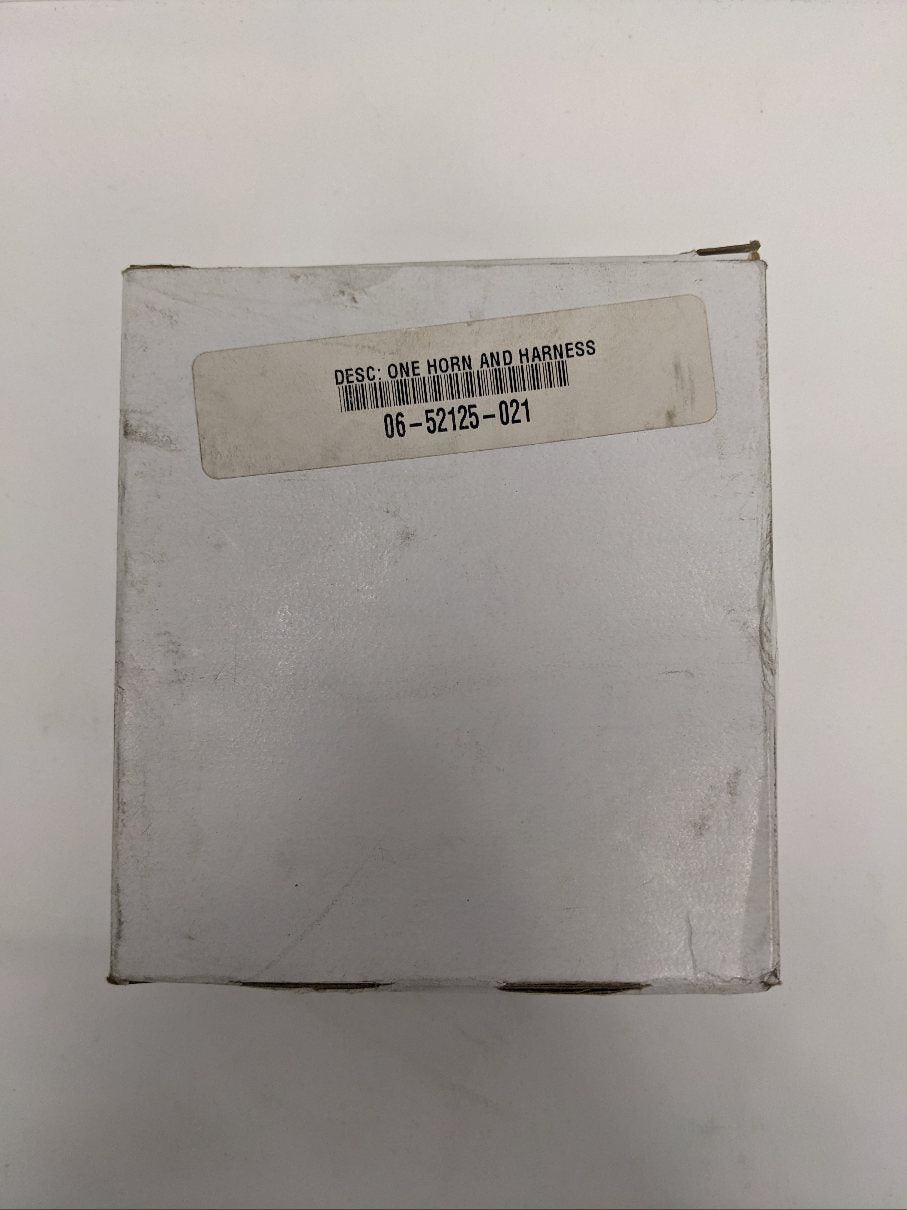 DESC: ONE HORN AND HARNESS
06-52125-021